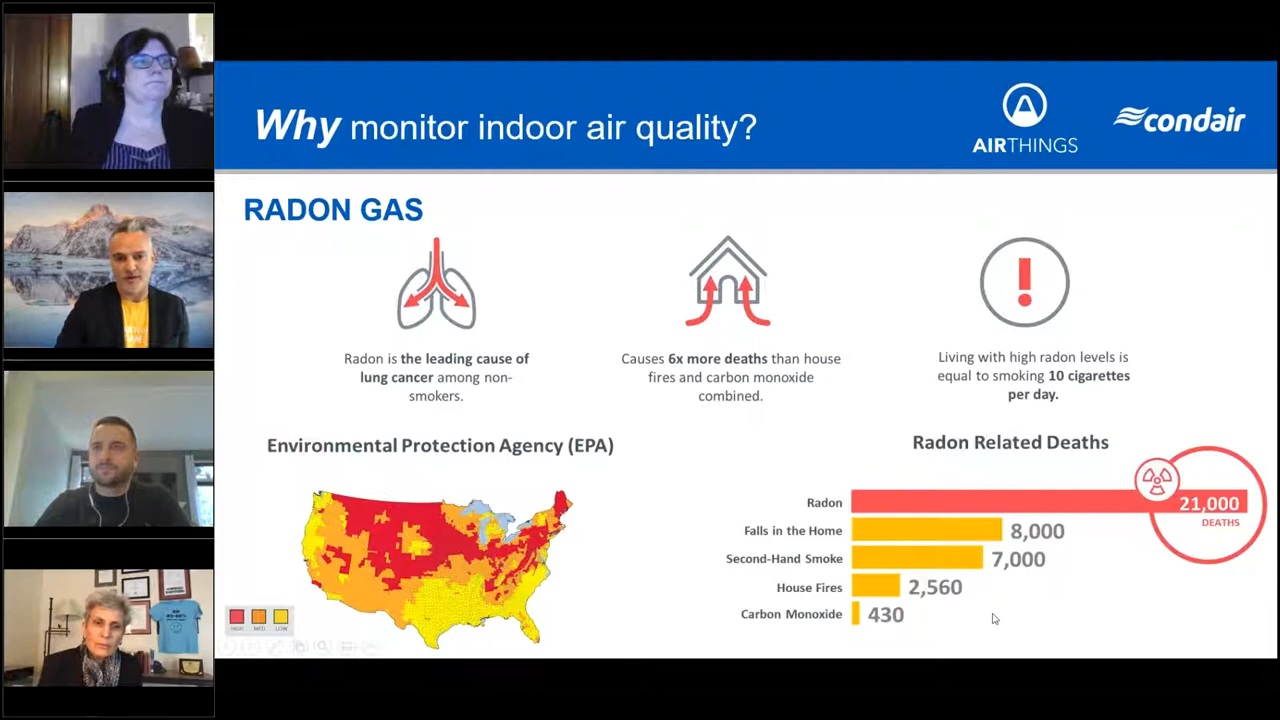 Why monitor indoor air quality?
AIRTHINGS
condair
RADON GAS
Radon is the leading cause of
lung cancer among non-
smokers.
Causes 6x more deaths than house
fires and carbon monoxide
combined.
Living with high radon levels is
equal to smoking 10 cigarettes
per day.
Environmental Protection Agency (EPA)
HIGH
MED
LOW
Radon Related Deaths
Radon
21,000
DEATHS
Falls in the Home
8,000
Second-Hand Smoke
7,000
House Fires
2,560
Carbon Monoxide
430